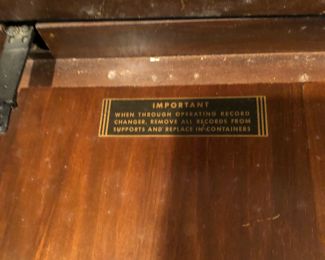 IMPORTANT
WHEN THROUGH OPERATING RECORD
CHANGER, REMOVE ALL RECORDS FROM
SUPPORTS AND REPLACE IN CONTAINERS